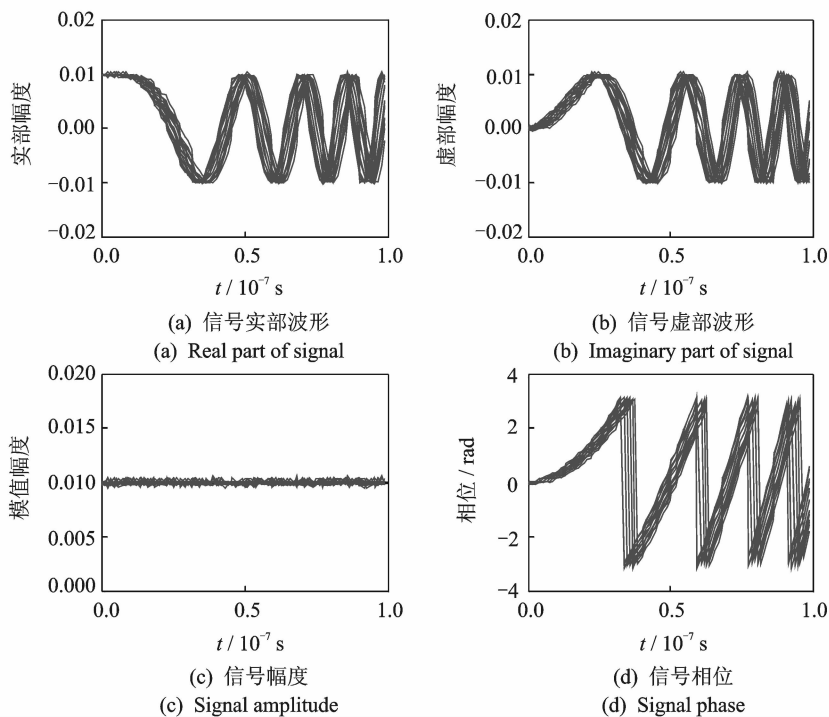 0.02
0.01
0.00
−0.01
−0.02
实部幅度
0.0 0.5 1.0
t / 10⁻⁷ s
(a) 信号实部波形
(a) Real part of signal
0.02
0.01
0.00
−0.01
−0.02
虚部幅度
0.0 0.5 1.0
t / 10⁻⁷ s
(b) 信号虚部波形
(b) Imaginary part of signal
0.020
0.015
0.010
0.005
0.000
模值幅度
0.0 0.5 1.0
t / 10⁻⁷ s
(c) 信号幅度
(c) Signal amplitude
4
2
0
−2
−4
相位 / rad
0.0 0.5 1.0
t / 10⁻⁷ s
(d) 信号相位
(d) Signal phase